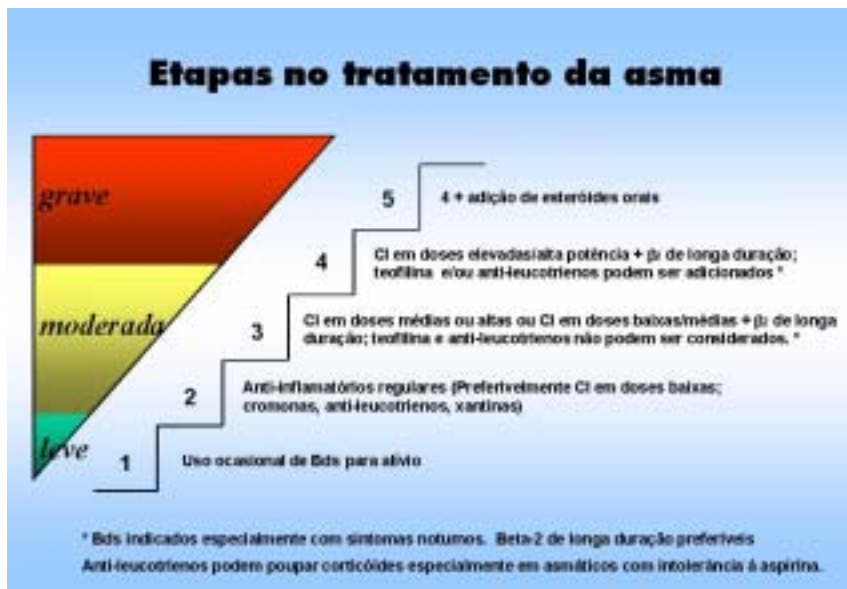 Etapas no tratamento da asma
grave
5
4 + adição de esteróides orais
4
CI em doses elevadas/alta potência + β₂ de longa duração;
teofilina e/ou anti-leucotrienos podem ser adicionados *
moderada
3
CI em doses médias ou altas ou CI em doses baixas/médias + β₂ de longa
duração; teofilina e anti-leucotrienos não podem ser considerados. *
2
Anti-inflamatórios regulares (Preferivelmente CI em doses baixas;
cromonas, anti-leucotrienos, xantinas)
leve
1
Uso ocasional de Bds para alívio
* Bds indicados especialmente com sintomas noturnos. Beta-2 de longa duração preferíveis
Anti-leucotrienos podem poupar corticóides especialmente em asmáticos com intolerância á aspirina.